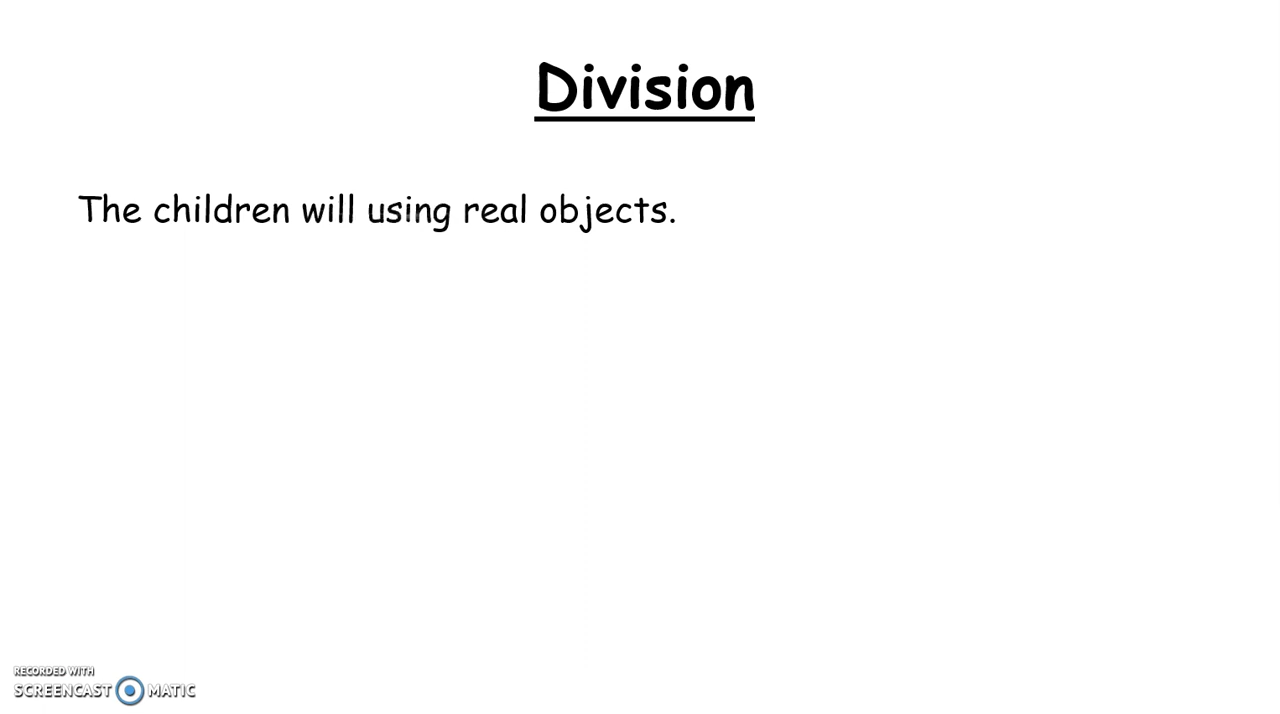 Division
The children will using real objects.
RECORDED WITH
SCREENCAST MATIC